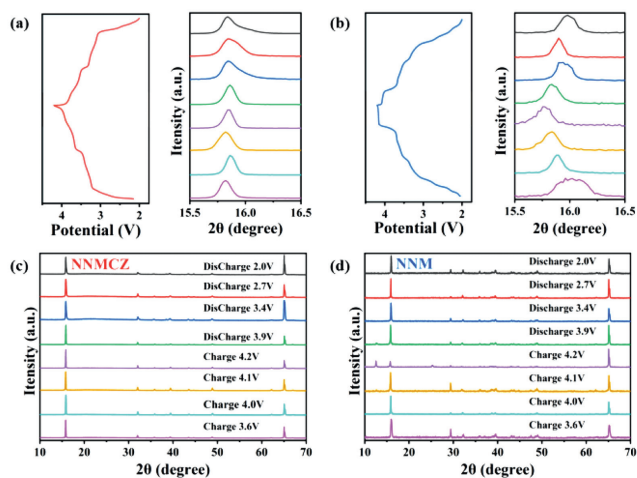 (a)
Itensity (a.u.)
4 3 2
Potential (V)
15.5 16.0 16.5
2θ (degree)
(b)
Itensity (a.u.)
4 3 2
Potential (V)
15.5 16.0 16.5
2θ (degree)
(c)
NNMCZ
Itensity (a.u.)
DisCharge 2.0V
DisCharge 2.7V
DisCharge 3.4V
DisCharge 3.9V
Charge 4.2V
Charge 4.1V
Charge 4.0V
Charge 3.6V
10 20 30 40 50 60 70
2θ (degree)
(d)
NNM
Itensity (a.u.)
Discharge 2.0V
Discharge 2.7V
Discharge 3.4V
Discharge 3.9V
Charge 4.2V
Charge 4.1V
Charge 4.0V
Charge 3.6V
10 20 30 40 50 60 70
2θ (degree)